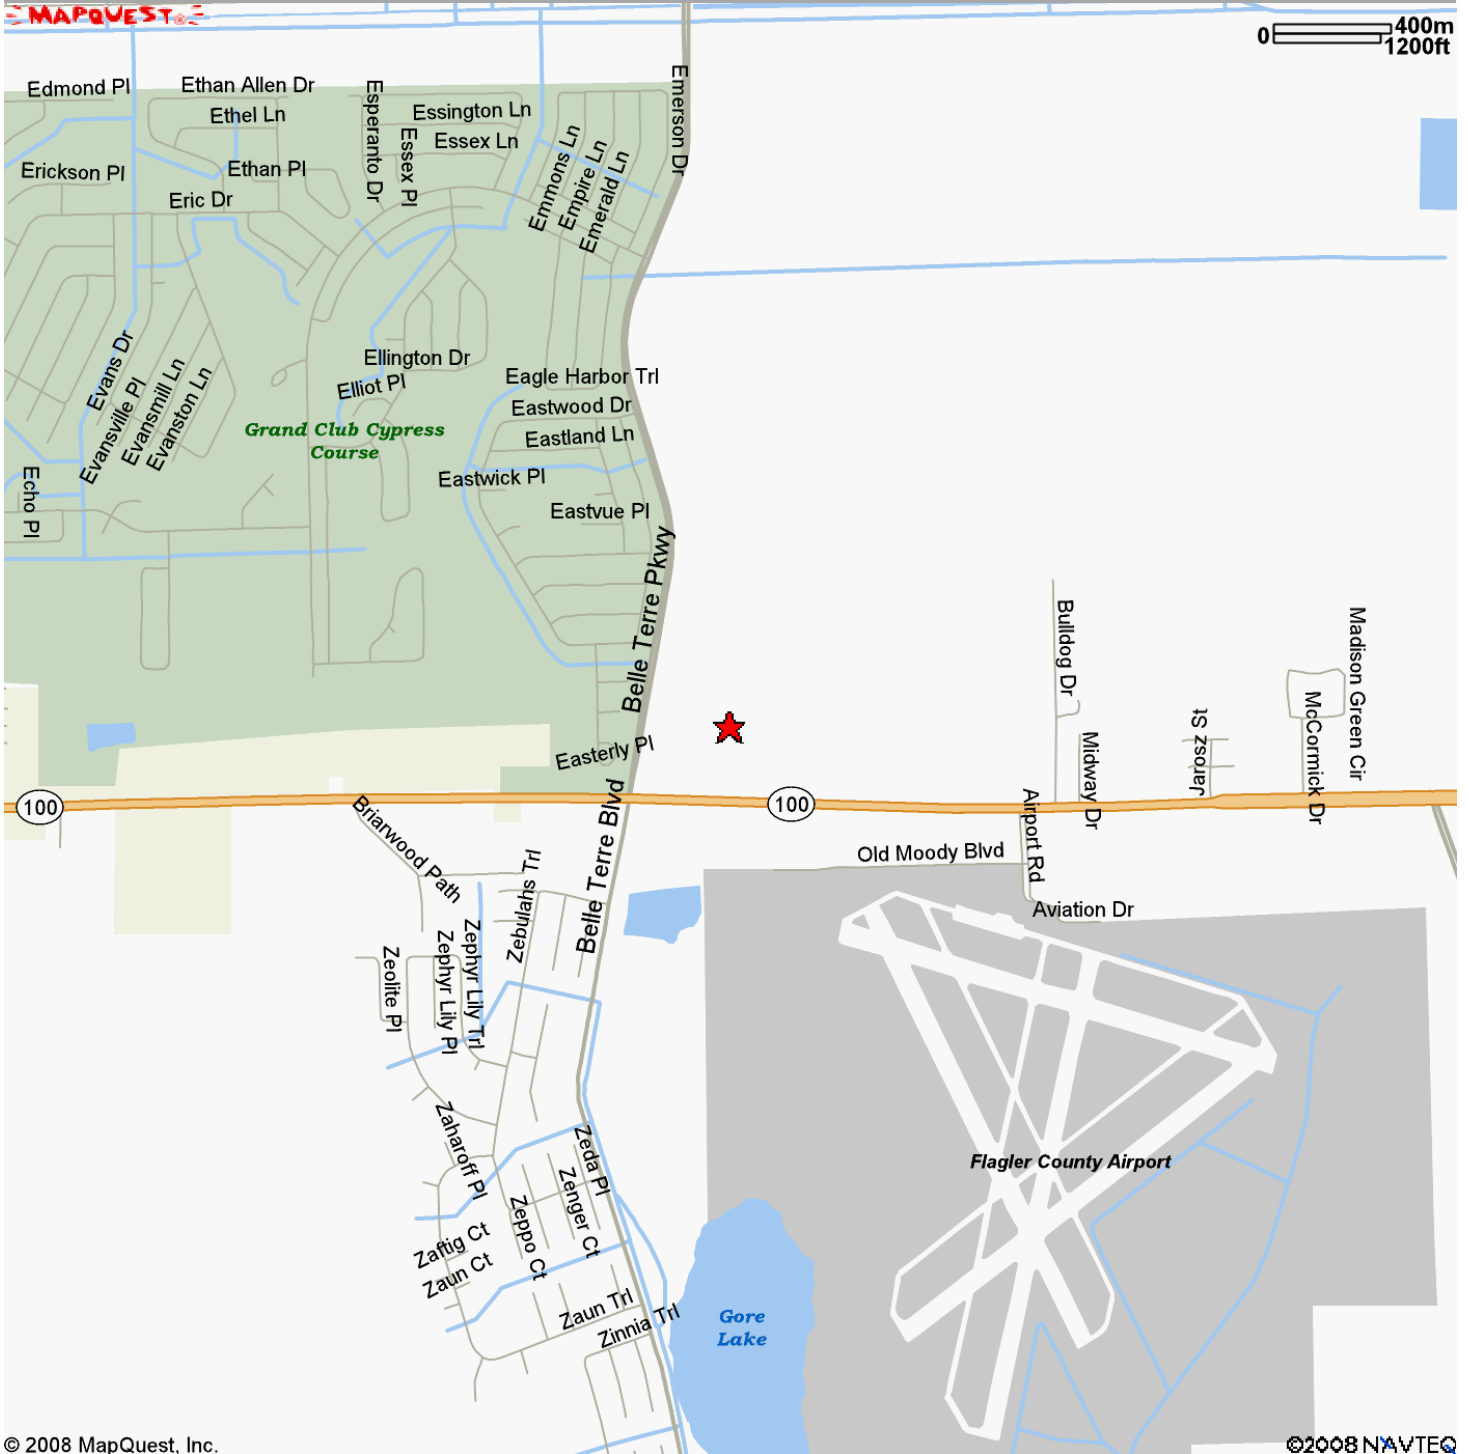 MAPQUEST®
0 400m
1200ft
Edmond Pl
Ethan Allen Dr
Ethel Ln
Esperanto Dr
Essex Pl
Essington Ln
Essex Ln
Emerson Dr
Erickson Pl
Ethan Pl
Eric Dr
Emmons Ln
Empire Ln
Emerald Ln
Evans Dr
Evansville Pl
Evansmill Ln
Evanston Ln
Ellington Dr
Elliot Pl
Eagle Harbor Trl
Eastwood Dr
Eastland Ln
Grand Club Cypress
Course
Echo Pl
Eastwick Pl
Eastvue Pl
Belle Terre Pkwy
Bulldog Dr
Madison Green Cir
McCormick Dr
Janosz St
Midway Dr
Easterly Pl
100
100
Briarwood Path
Belle Terre Blvd
Airport Rd
Old Moody Blvd
Aviation Dr
Zebulahs Trl
Zephyr Lily Trl
Zephyr Lily Pl
Zeolite Pl
Zaharoff Pl
Zeda Pl
Zenger Ct
Zeppo Ct
Zaftig Ct
Zaun Ct
Zaun Trl
Zinnia Trl
Flagler County Airport
Gore
Lake
© 2008 MapQuest, Inc.
©2008 NAVTEQ